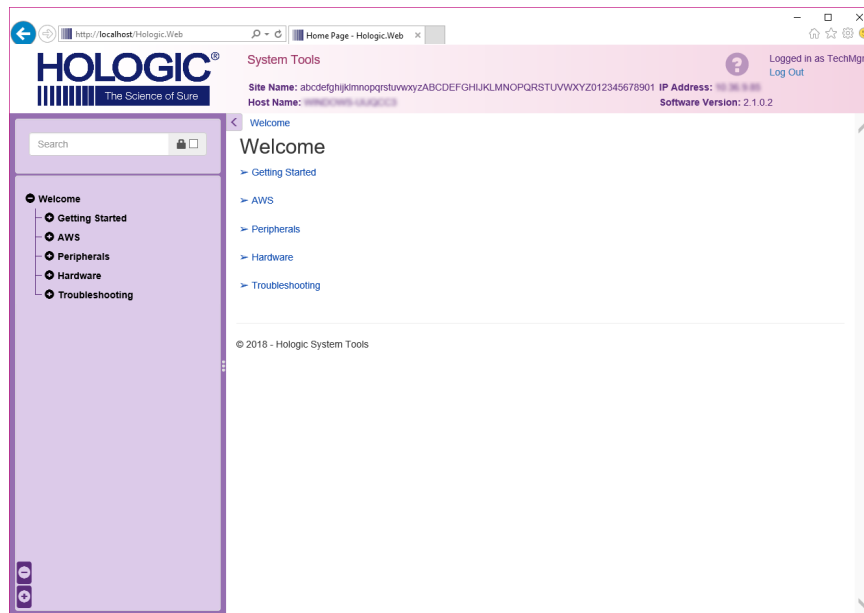 http://localhost/Hologic.Web
Home Page - Hologic.Web
HOLOGIC®
The Science of Sure
System Tools
Logged in as TechMgr
Log Out
Site Name: abcdefghijklmnopqrstuvwxyzABCDEFGHIJKLMNOPQRSTUVWXYZ012345678901 IP Address:
Host Name: Software Version: 2.1.0.2
Search
Welcome
Getting Started
AWS
Peripherals
Hardware
Troubleshooting
Welcome
Welcome
➢ Getting Started
➢ AWS
➢ Peripherals
➢ Hardware
➢ Troubleshooting
© 2018 - Hologic System Tools